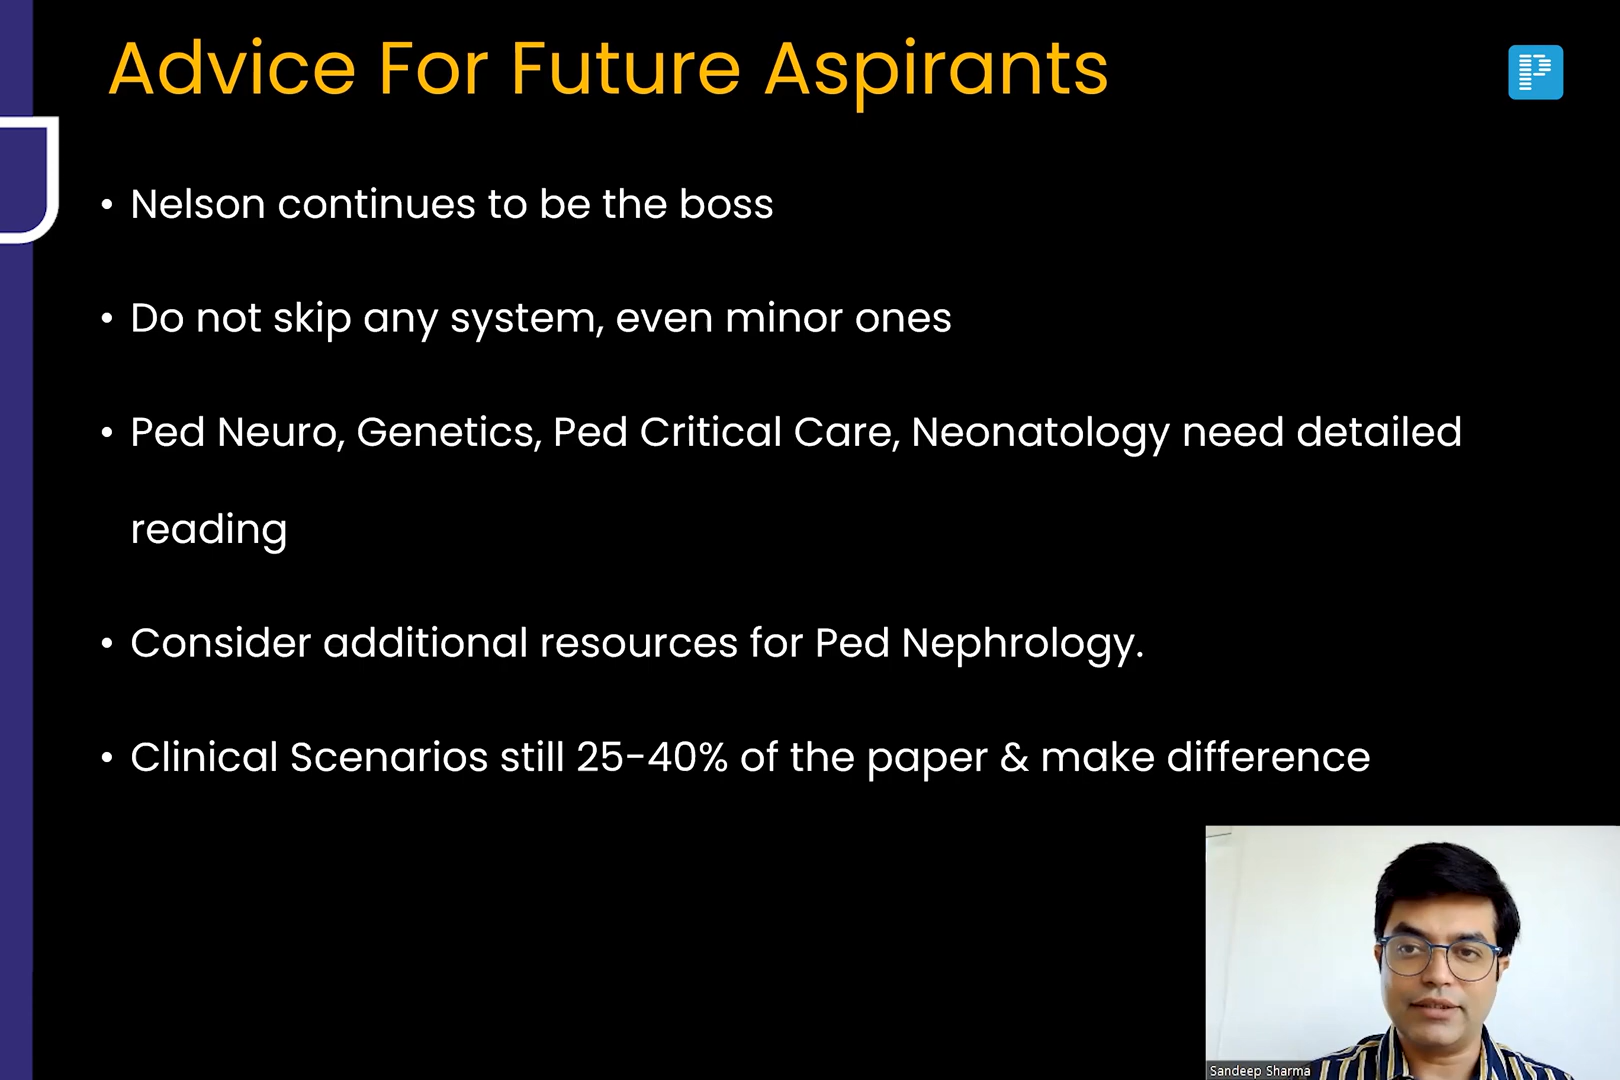 Advice For Future Aspirants
• Nelson continues to be the boss
• Do not skip any system, even minor ones
• Ped Neuro, Genetics, Ped Critical Care, Neonatology need detailed
reading
• Consider additional resources for Ped Nephrology.
• Clinical Scenarios still 25-40% of the paper & make difference
Sandeep Sharma